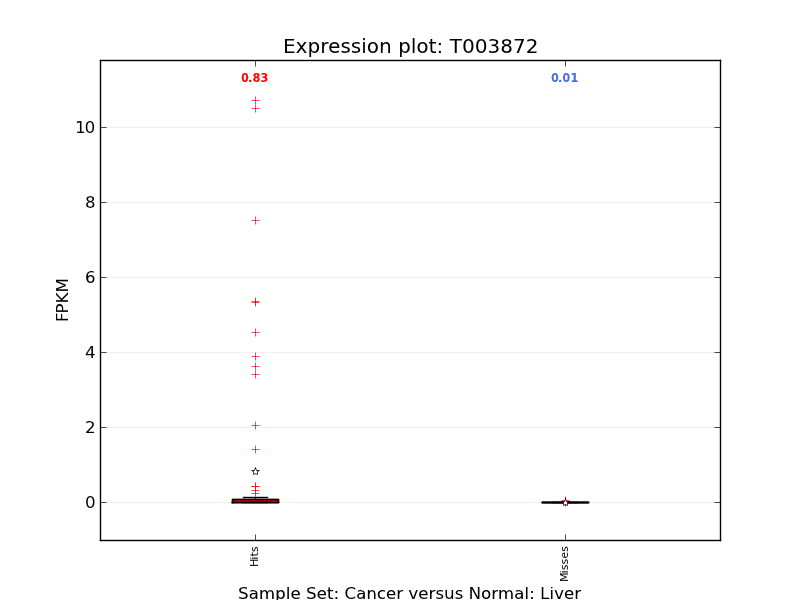 Expression plot: T003872
0.83
0.01
10
8
6
4
2
0
FPKM
Hits
Misses
Sample Set: Cancer versus Normal: Liver